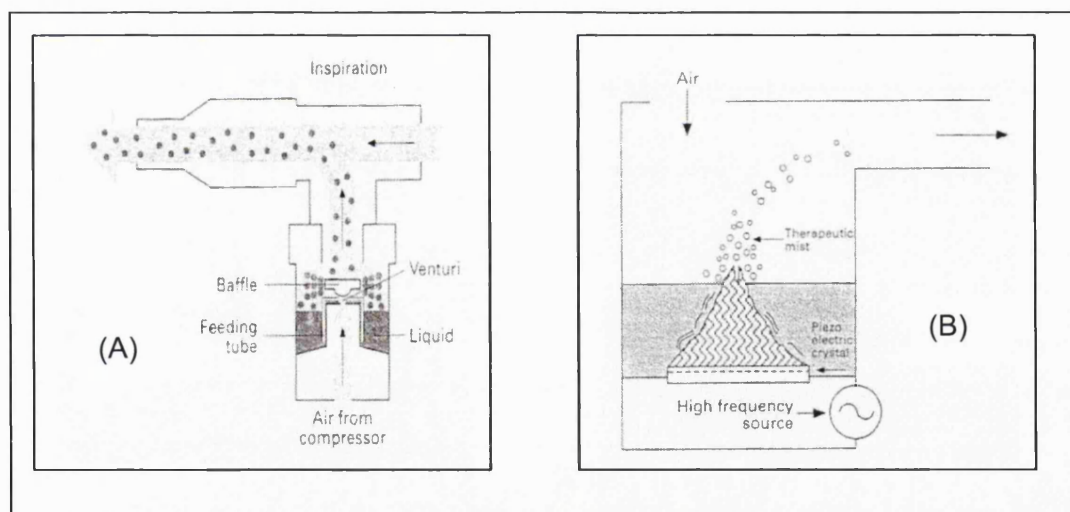 Inspiration
Baffle
Venturi
Feeding
tube
Liquid
(A)
Air from
compressor
Air
Therapeutic
mist
Piezo
electric
crystal
(B)
High frequency
source